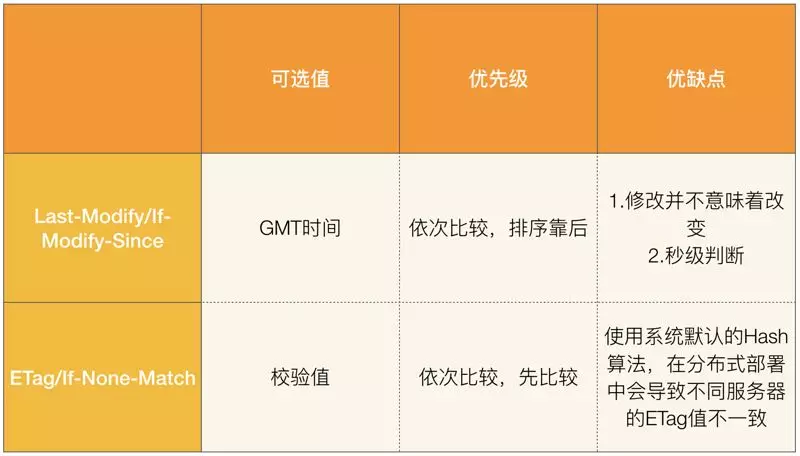 可选值
优先级
优缺点
Last-Modify/If-
Modify-Since
GMT时间
依次比较，排序靠后
1.修改并不意味着改
变
2.秒级判断
ETag/If-None-Match
校验值
依次比较，先比较
使用系统默认的Hash
算法，在分布式部署
中会导致不同服务器
的ETag值不一致